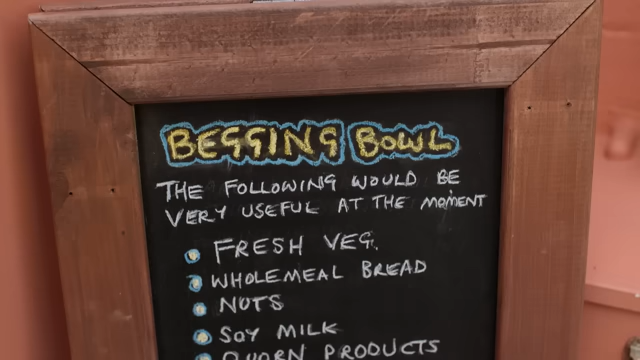 BEGGING BOWL
THE FOLLOWING WOULD BE
VERY USEFUL AT THE MOMENT
FRESH VEG.
WHOLEMEAL BREAD
NUTS
SOY MILK
QUORN PRODUCTS